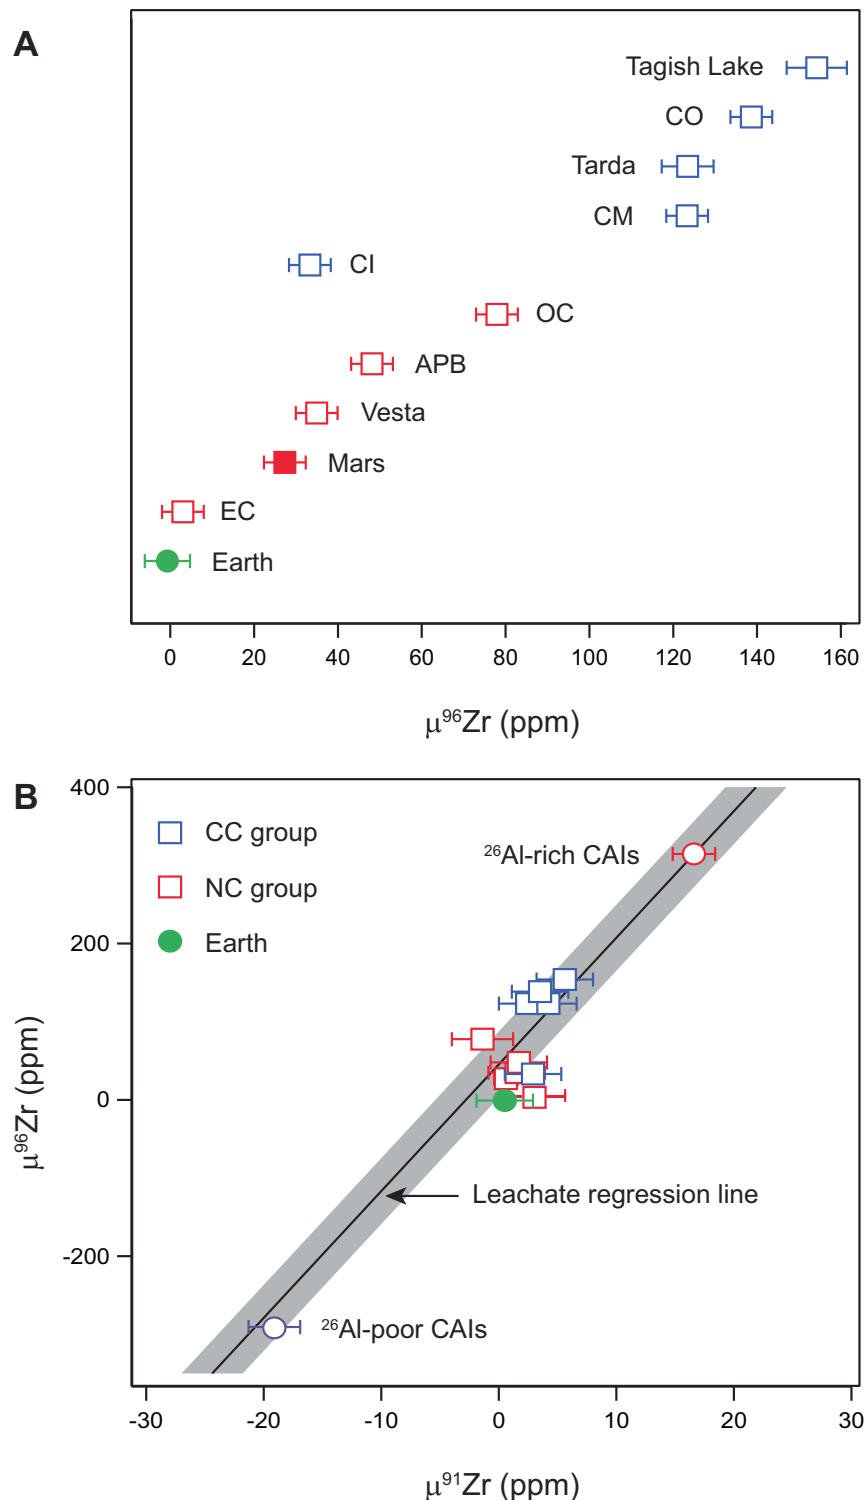 A
Tagish Lake
CO
Tarda
CM
CI
OC
APB
Vesta
Mars
EC
Earth
0 20 40 60 80 100 120 140 160
μ⁹⁶Zr (ppm)
B
400
CC group
²⁶Al-rich CAIs
NC group
Earth
200
0
μ⁹⁶Zr (ppm)
Leachate regression line
-200
²⁶Al-poor CAIs
-30 -20 -10 0 10 20 30
μ⁹¹Zr (ppm)